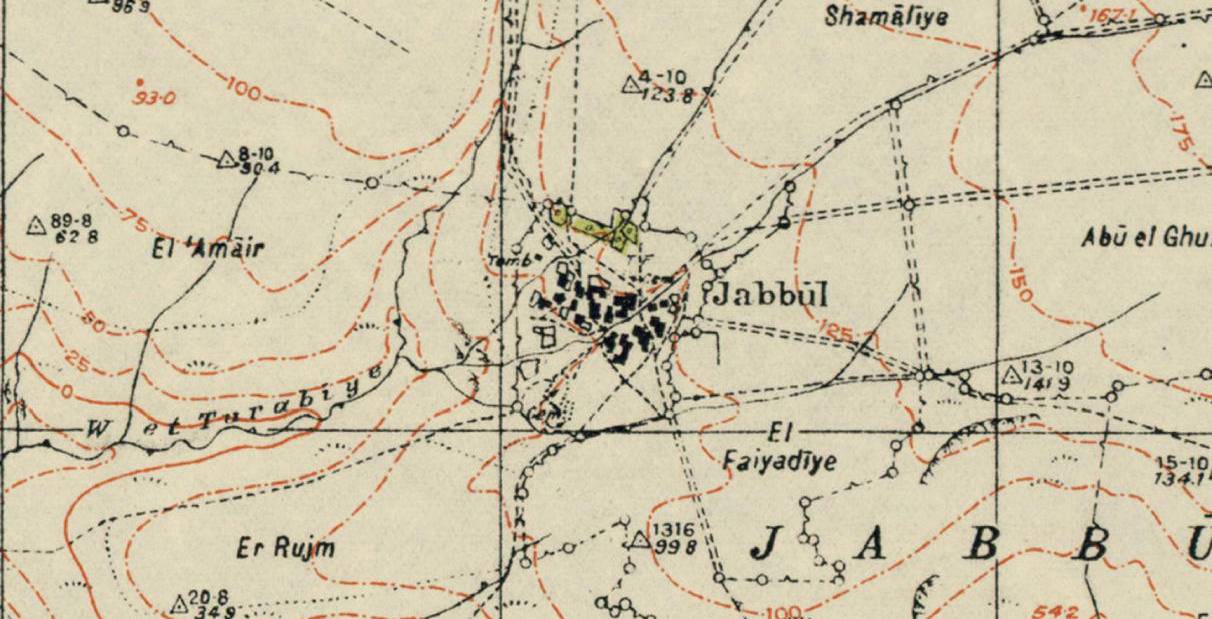 96 9
Shamālīye
167·1
93·0
100
4-10
123.8
175
8-10
90 4
75
89-8
62 8
El 'Amāir
Tomb
Abū el Ghu
Jabbūl
150
50
125
25
0
13-10
141 9
W et Turabīye
Cem
El
Faiyadīye
15-10
134.1
1316
99 8
J A B B Ū
Er Rujm
20·8
34 9
100
54·2